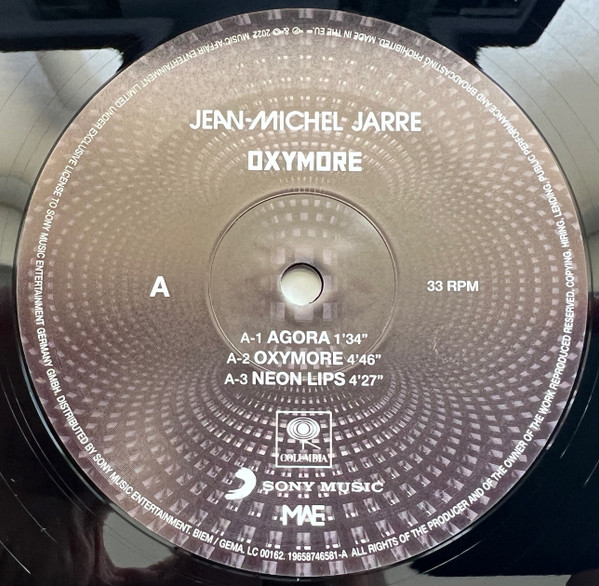 JEAN-MICHEL JARRE
OXYMORE
A
33 RPM
A-1 AGORA 1'34"
A-2 OXYMORE 4'46"
A-3 NEON LIPS 4'27"
COLUMBIA
SONY MUSIC
MAE
℗ & © 2022 MUSIC AFFAIR ENTERTAINMENT LIMITED UNDER EXCLUSIVE LICENSE TO SONY MUSIC ENTERTAINMENT GERMANY GMBH. DISTRIBUTED BY SONY MUSIC ENTERTAINMENT. BIEM / GEMA. LC 00162. 19658746581-A ALL RIGHTS OF THE PRODUCER AND OF THE OWNER OF THE WORK REPRODUCED RESERVED. COPYING, HIRING, LENDING, PUBLIC PERFORMANCE AND BROADCASTING PROHIBITED. MADE IN THE EU –